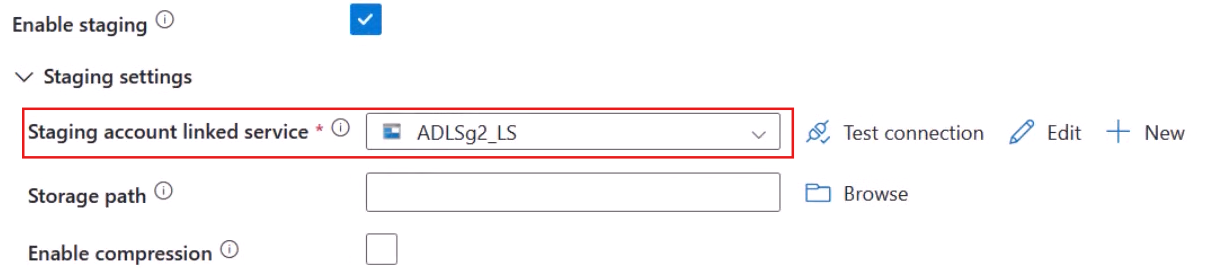 Enable staging
Staging settings
Staging account linked service * ADLSg2_LS Test connection Edit New
Storage path Browse
Enable compression